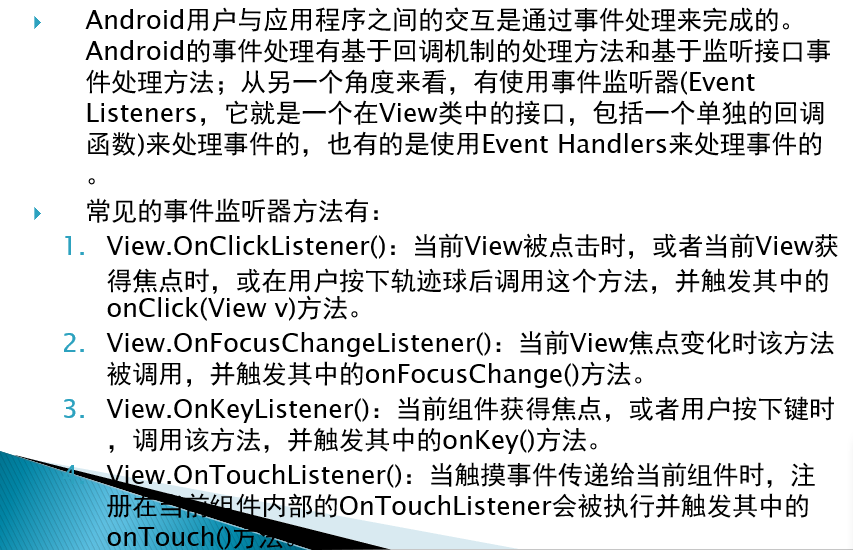 Android用户与应用程序之间的交互是通过事件处理来完成的。
Android的事件处理有基于回调机制的处理方法和基于监听接口事
件处理方法；从另一个角度来看，有使用事件监听器(Event
Listeners，它就是一个在View类中的接口，包括一个单独的回调
函数)来处理事件的，也有的是使用Event Handlers来处理事件的
。
常见的事件监听器方法有：
1. View.OnClickListener()：当前View被点击时，或者当前View获
得焦点时，或在用户按下轨迹球后调用这个方法，并触发其中的
onClick(View v)方法。
2. View.OnFocusChangeListener()：当前View焦点变化时该方法
被调用，并触发其中的onFocusChange()方法。
3. View.OnKeyListener()：当前组件获得焦点，或者用户按下键时
，调用该方法，并触发其中的onKey()方法。
4. View.OnTouchListener()：当触摸事件传递给当前组件时，注
册在当前组件内部的OnTouchListener会被执行并触发其中的
onTouch()方法。